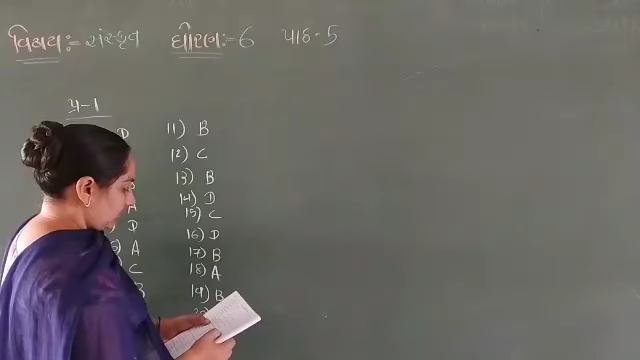 વિષય:= સંસ્કૃત ધોરણ:= 6 પાઠ-5
પ્ર-1
D
A
D
A
C
B
11) B
12) C
13) B
14) D
15) C
16) D
17) B
18) A
19) B